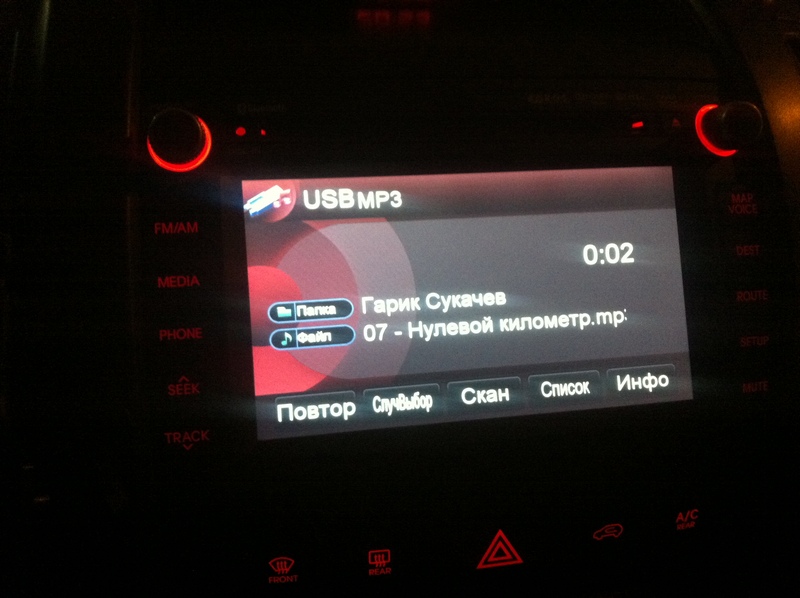 USB MP3
0:02
Папка Гарик Сукачев
Файл 07 - Нулевой километр.mp
Повтор СлучВыбор Скан Список Инфо
FM/AM
MEDIA
PHONE
SEEK
TRACK
MAP
VOICE
DEST
ROUTE
SETUP
MUTE
FRONT
REAR
A/C
REAR